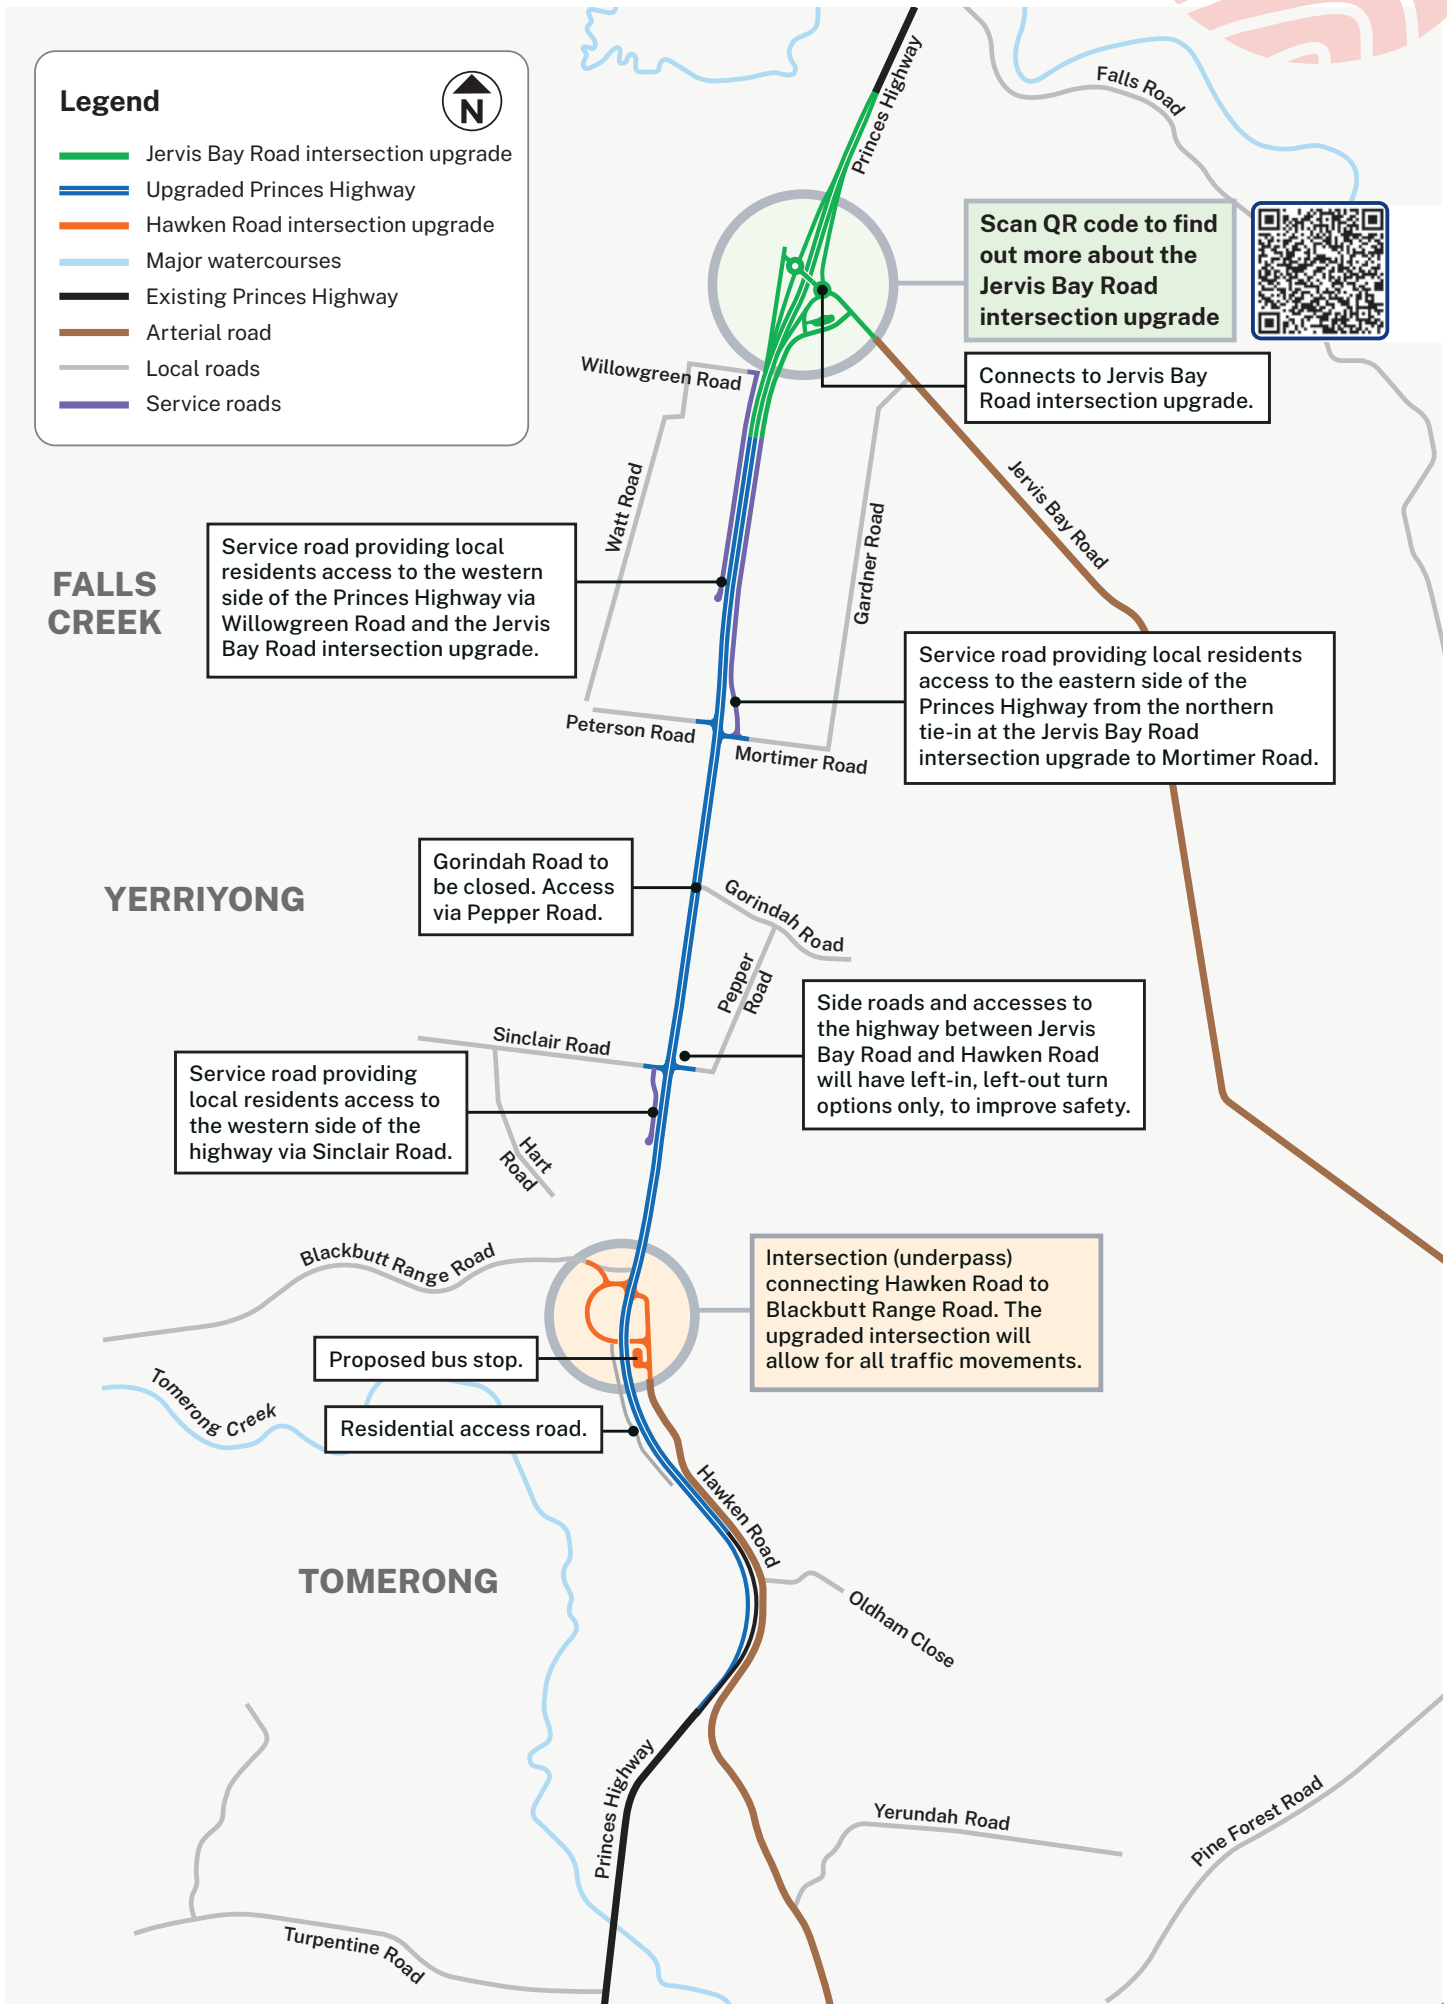 Legend
N
Jervis Bay Road intersection upgrade
Upgraded Princes Highway
Hawken Road intersection upgrade
Major watercourses
Existing Princes Highway
Arterial road
Local roads
Service roads
Princes Highway
Falls Road
Scan QR code to find
out more about the
Jervis Bay Road
intersection upgrade
Connects to Jervis Bay
Road intersection upgrade.
Willowgreen Road
Watt Road
Gardner Road
Jervis Bay Road
FALLS
CREEK
Service road providing local
residents access to the western
side of the Princes Highway via
Willowgreen Road and the Jervis
Bay Road intersection upgrade.
Service road providing local residents
access to the eastern side of the
Princes Highway from the northern
tie-in at the Jervis Bay Road
intersection upgrade to Mortimer Road.
Peterson Road
Mortimer Road
YERRIYONG
Gorindah Road to
be closed. Access
via Pepper Road.
Gorindah Road
Pepper
Road
Side roads and accesses to
the highway between Jervis
Bay Road and Hawken Road
will have left-in, left-out turn
options only, to improve safety.
Sinclair Road
Service road providing
local residents access to
the western side of the
highway via Sinclair Road.
Hart
Road
Blackbutt Range Road
Intersection (underpass)
connecting Hawken Road to
Blackbutt Range Road. The
upgraded intersection will
allow for all traffic movements.
Proposed bus stop.
Tomerong Creek
Residential access road.
Hawken Road
TOMERONG
Oldham Close
Princes Highway
Yerundah Road
Pine Forest Road
Turpentine Road